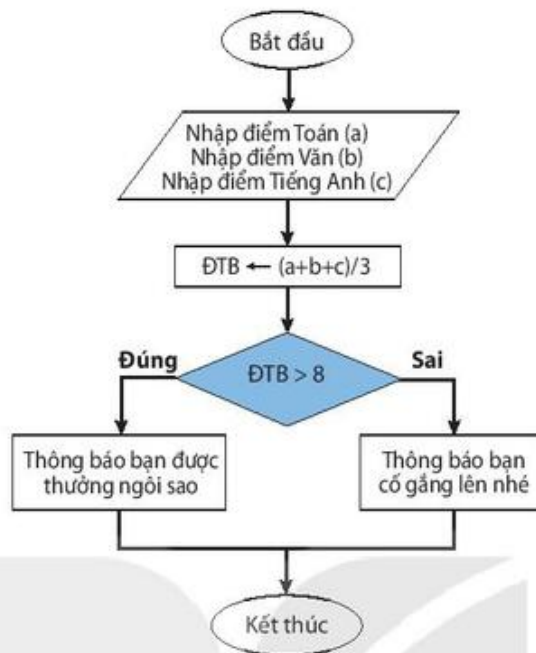 Bắt đầu
Nhập điểm Toán (a)
Nhập điểm Văn (b)
Nhập điểm Tiếng Anh (c)
ĐTB ← (a+b+c)/3
Đúng
ĐTB > 8
Sai
Thông báo bạn được
thưởng ngôi sao
Thông báo bạn
cố gắng lên nhé
Kết thúc